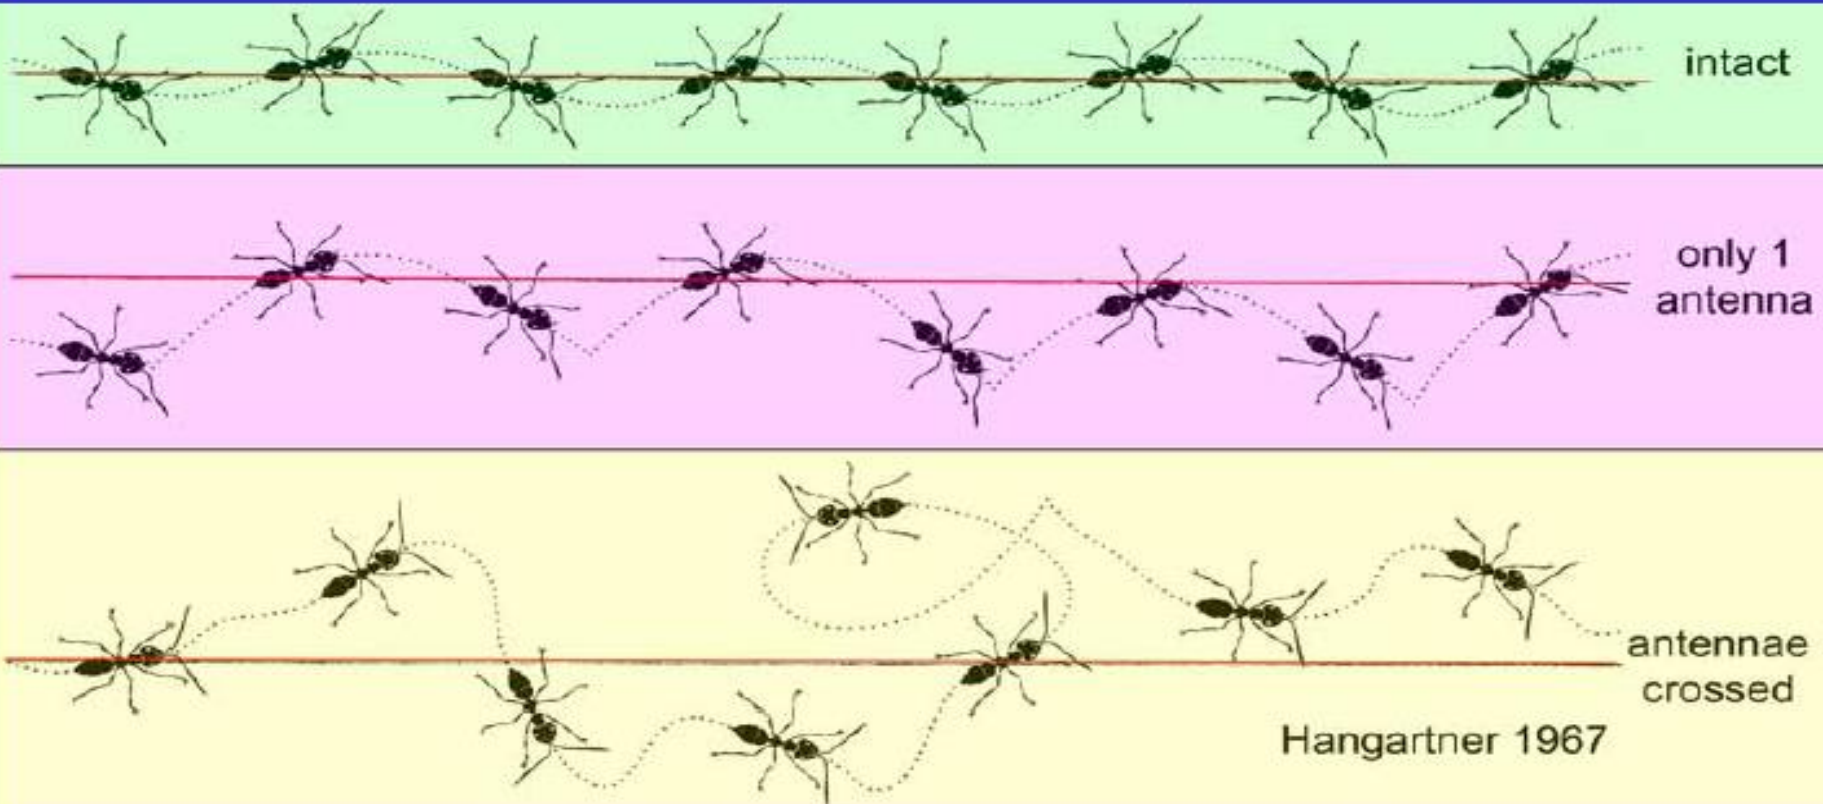 intact
only 1
antenna
antennae
crossed
Hangartner 1967